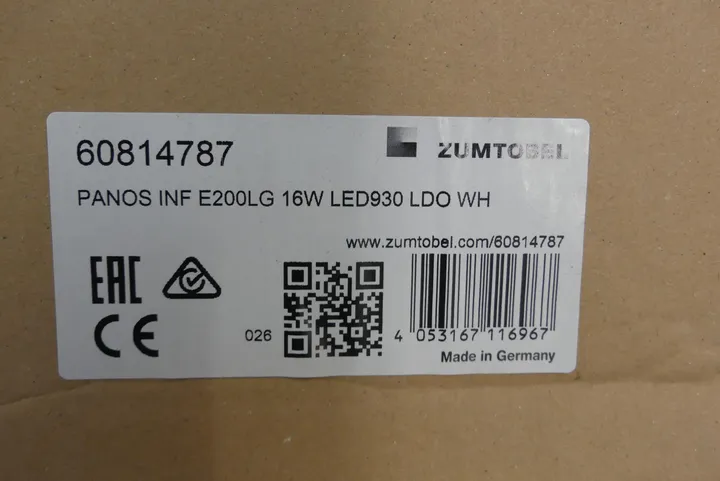 60814787
ZUMTOBEL
PANOS INF E200LG 16W LED930 LDO WH
www.zumtobel.com/60814787
EAC
CE
026
4 053167 116967
Made in Germany